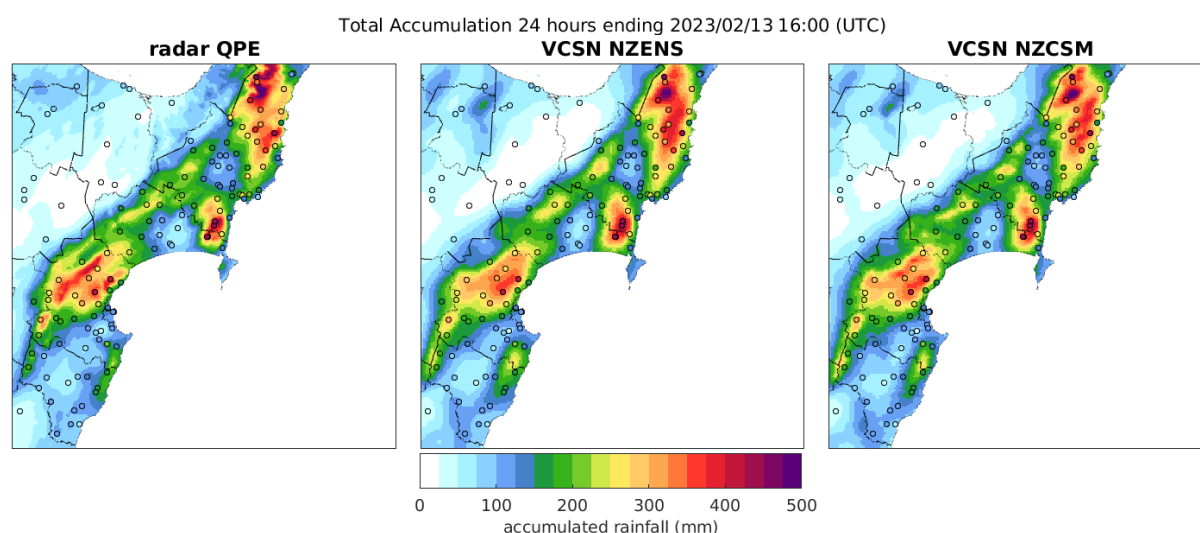 Total Accumulation 24 hours ending 2023/02/13 16:00 (UTC)
radar QPE
VCSN NZENS
VCSN NZCSM
0 100 200 300 400 500
accumulated rainfall (mm)